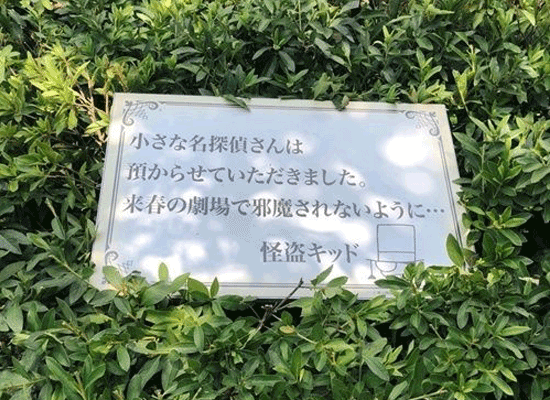 小さな名探偵さんは
預からせていただきました。
来春の劇場で邪魔されないように…
怪盗キッド